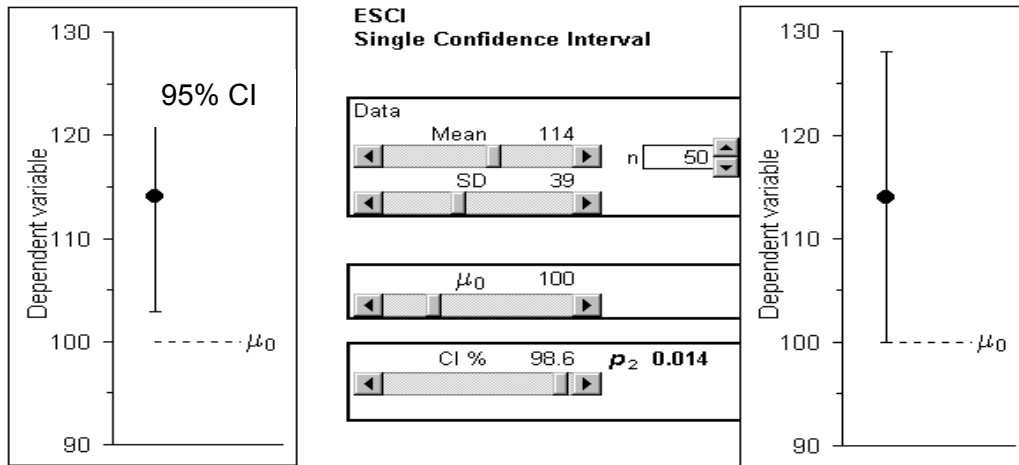 130
95% CI
120
110
100
90
Dependent variable
μ0
ESCI
Single Confidence Interval
Data
Mean 114
n 50
SD 39
μ0 100
CI % 98.6 p2 0.014
130
120
110
100
90
Dependent variable
μ0